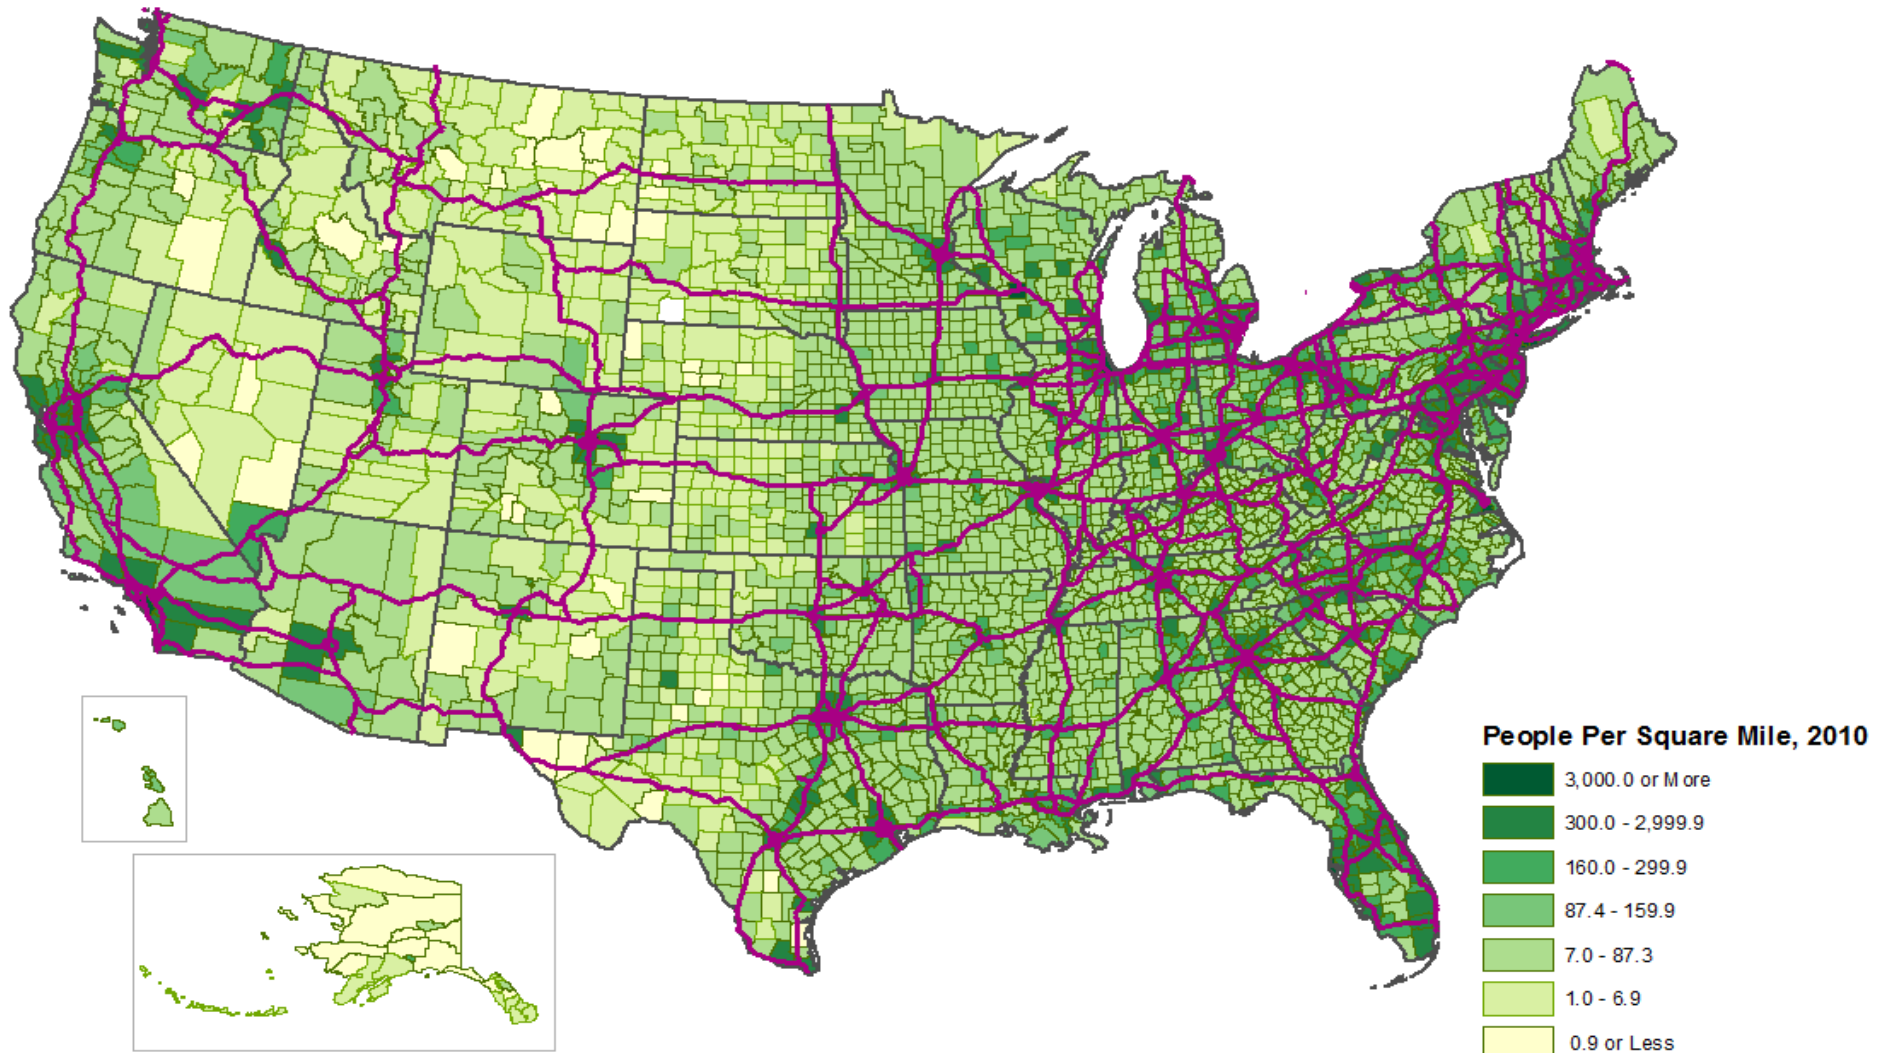 People Per Square Mile, 2010
3,000.0 or More
300.0 - 2,999.9
160.0 - 299.9
87.4 - 159.9
7.0 - 87.3
1.0 - 6.9
0.9 or Less